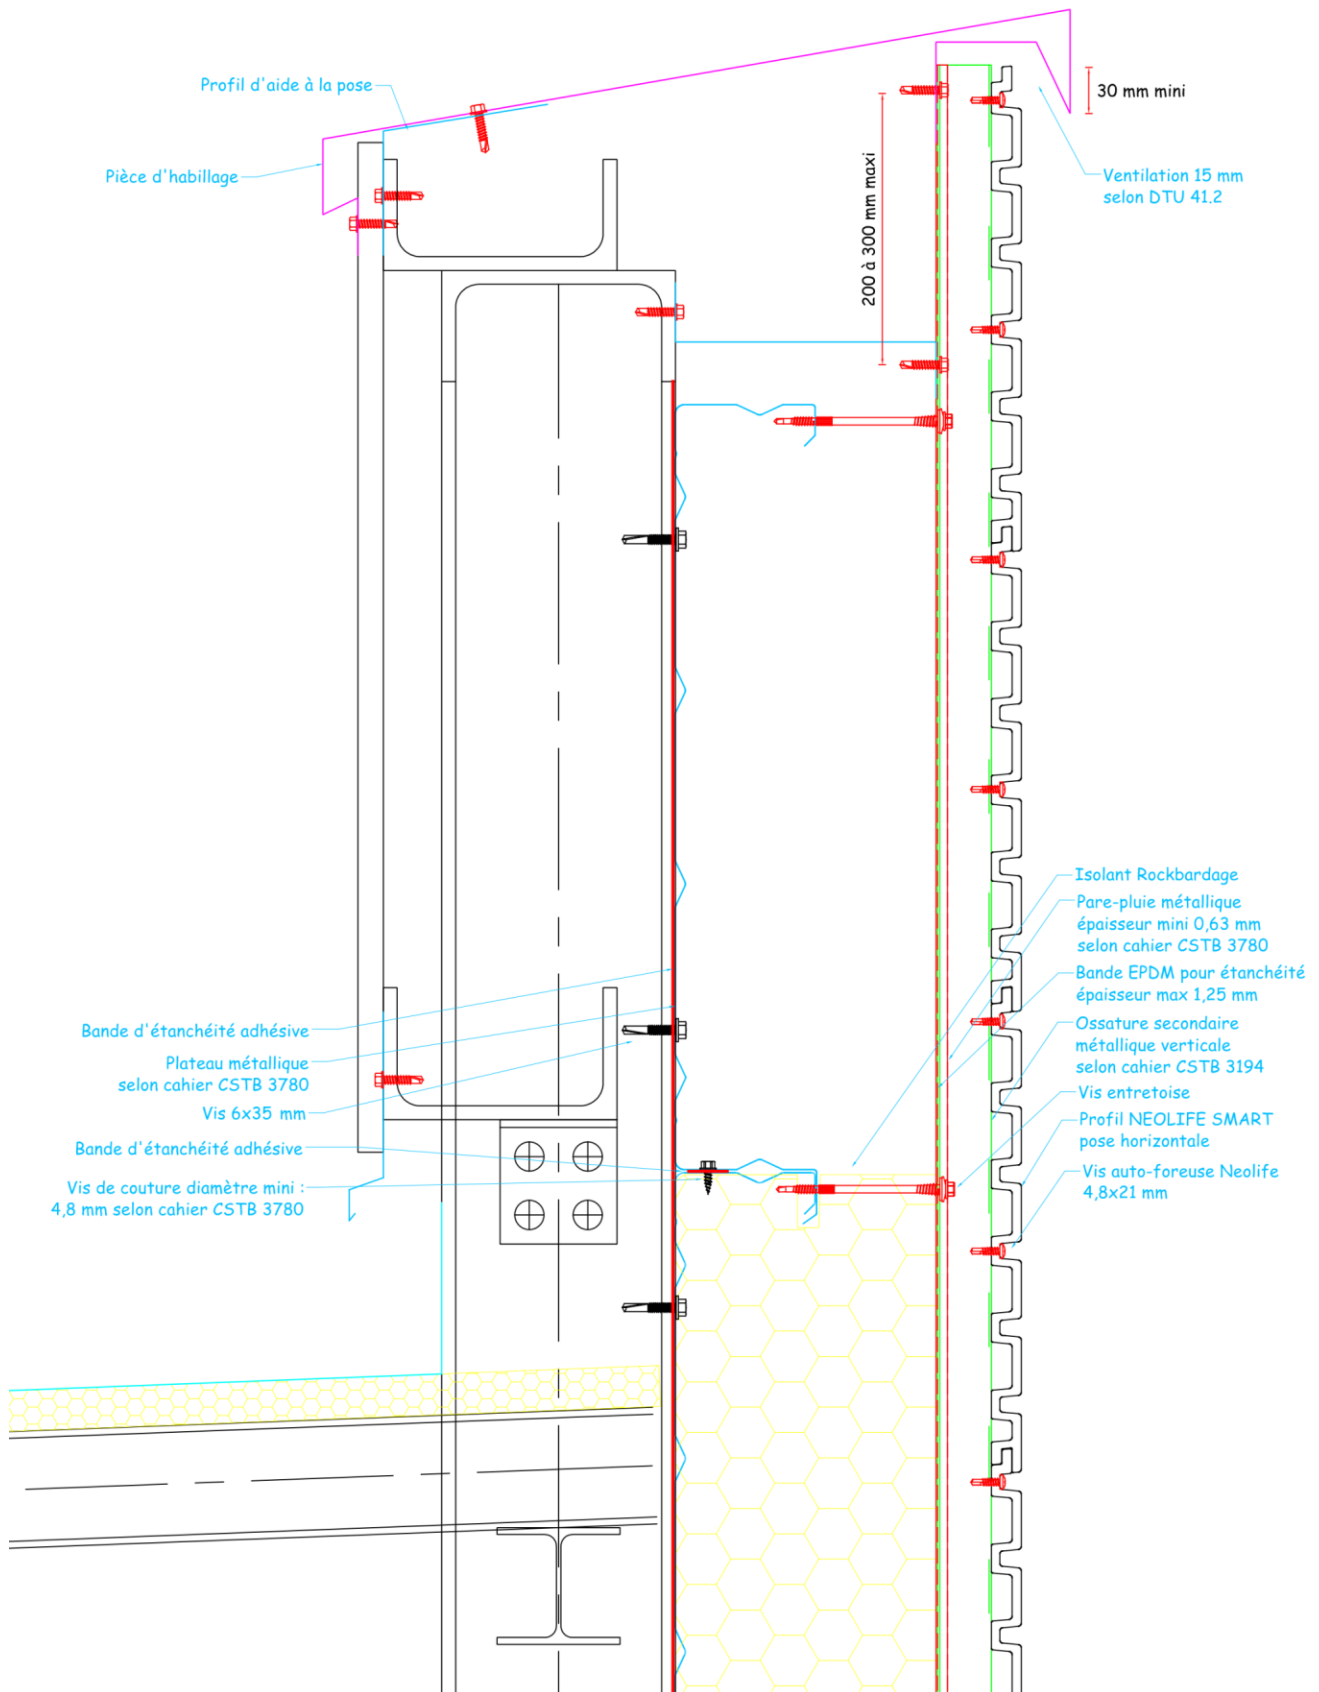 Profil d'aide à la pose
Pièce d'habillage
30 mm mini
Ventilation 15 mm
selon DTU 41.2
200 à 300 mm maxi
Isolant Rockbardage
Pare-pluie métallique
épaisseur mini 0,63 mm
selon cahier CSTB 3780
Bande EPDM pour étanchéité
épaisseur max 1,25 mm
Ossature secondaire
métallique verticale
selon cahier CSTB 3194
Vis entretoise
Profil NEOLIFE SMART
pose horizontale
Vis auto-foreuse Neolife
4,8x21 mm
Bande d'étanchéité adhésive
Plateau métallique
selon cahier CSTB 3780
Vis 6x35 mm
Bande d'étanchéité adhésive
Vis de couture diamètre mini :
4,8 mm selon cahier CSTB 3780